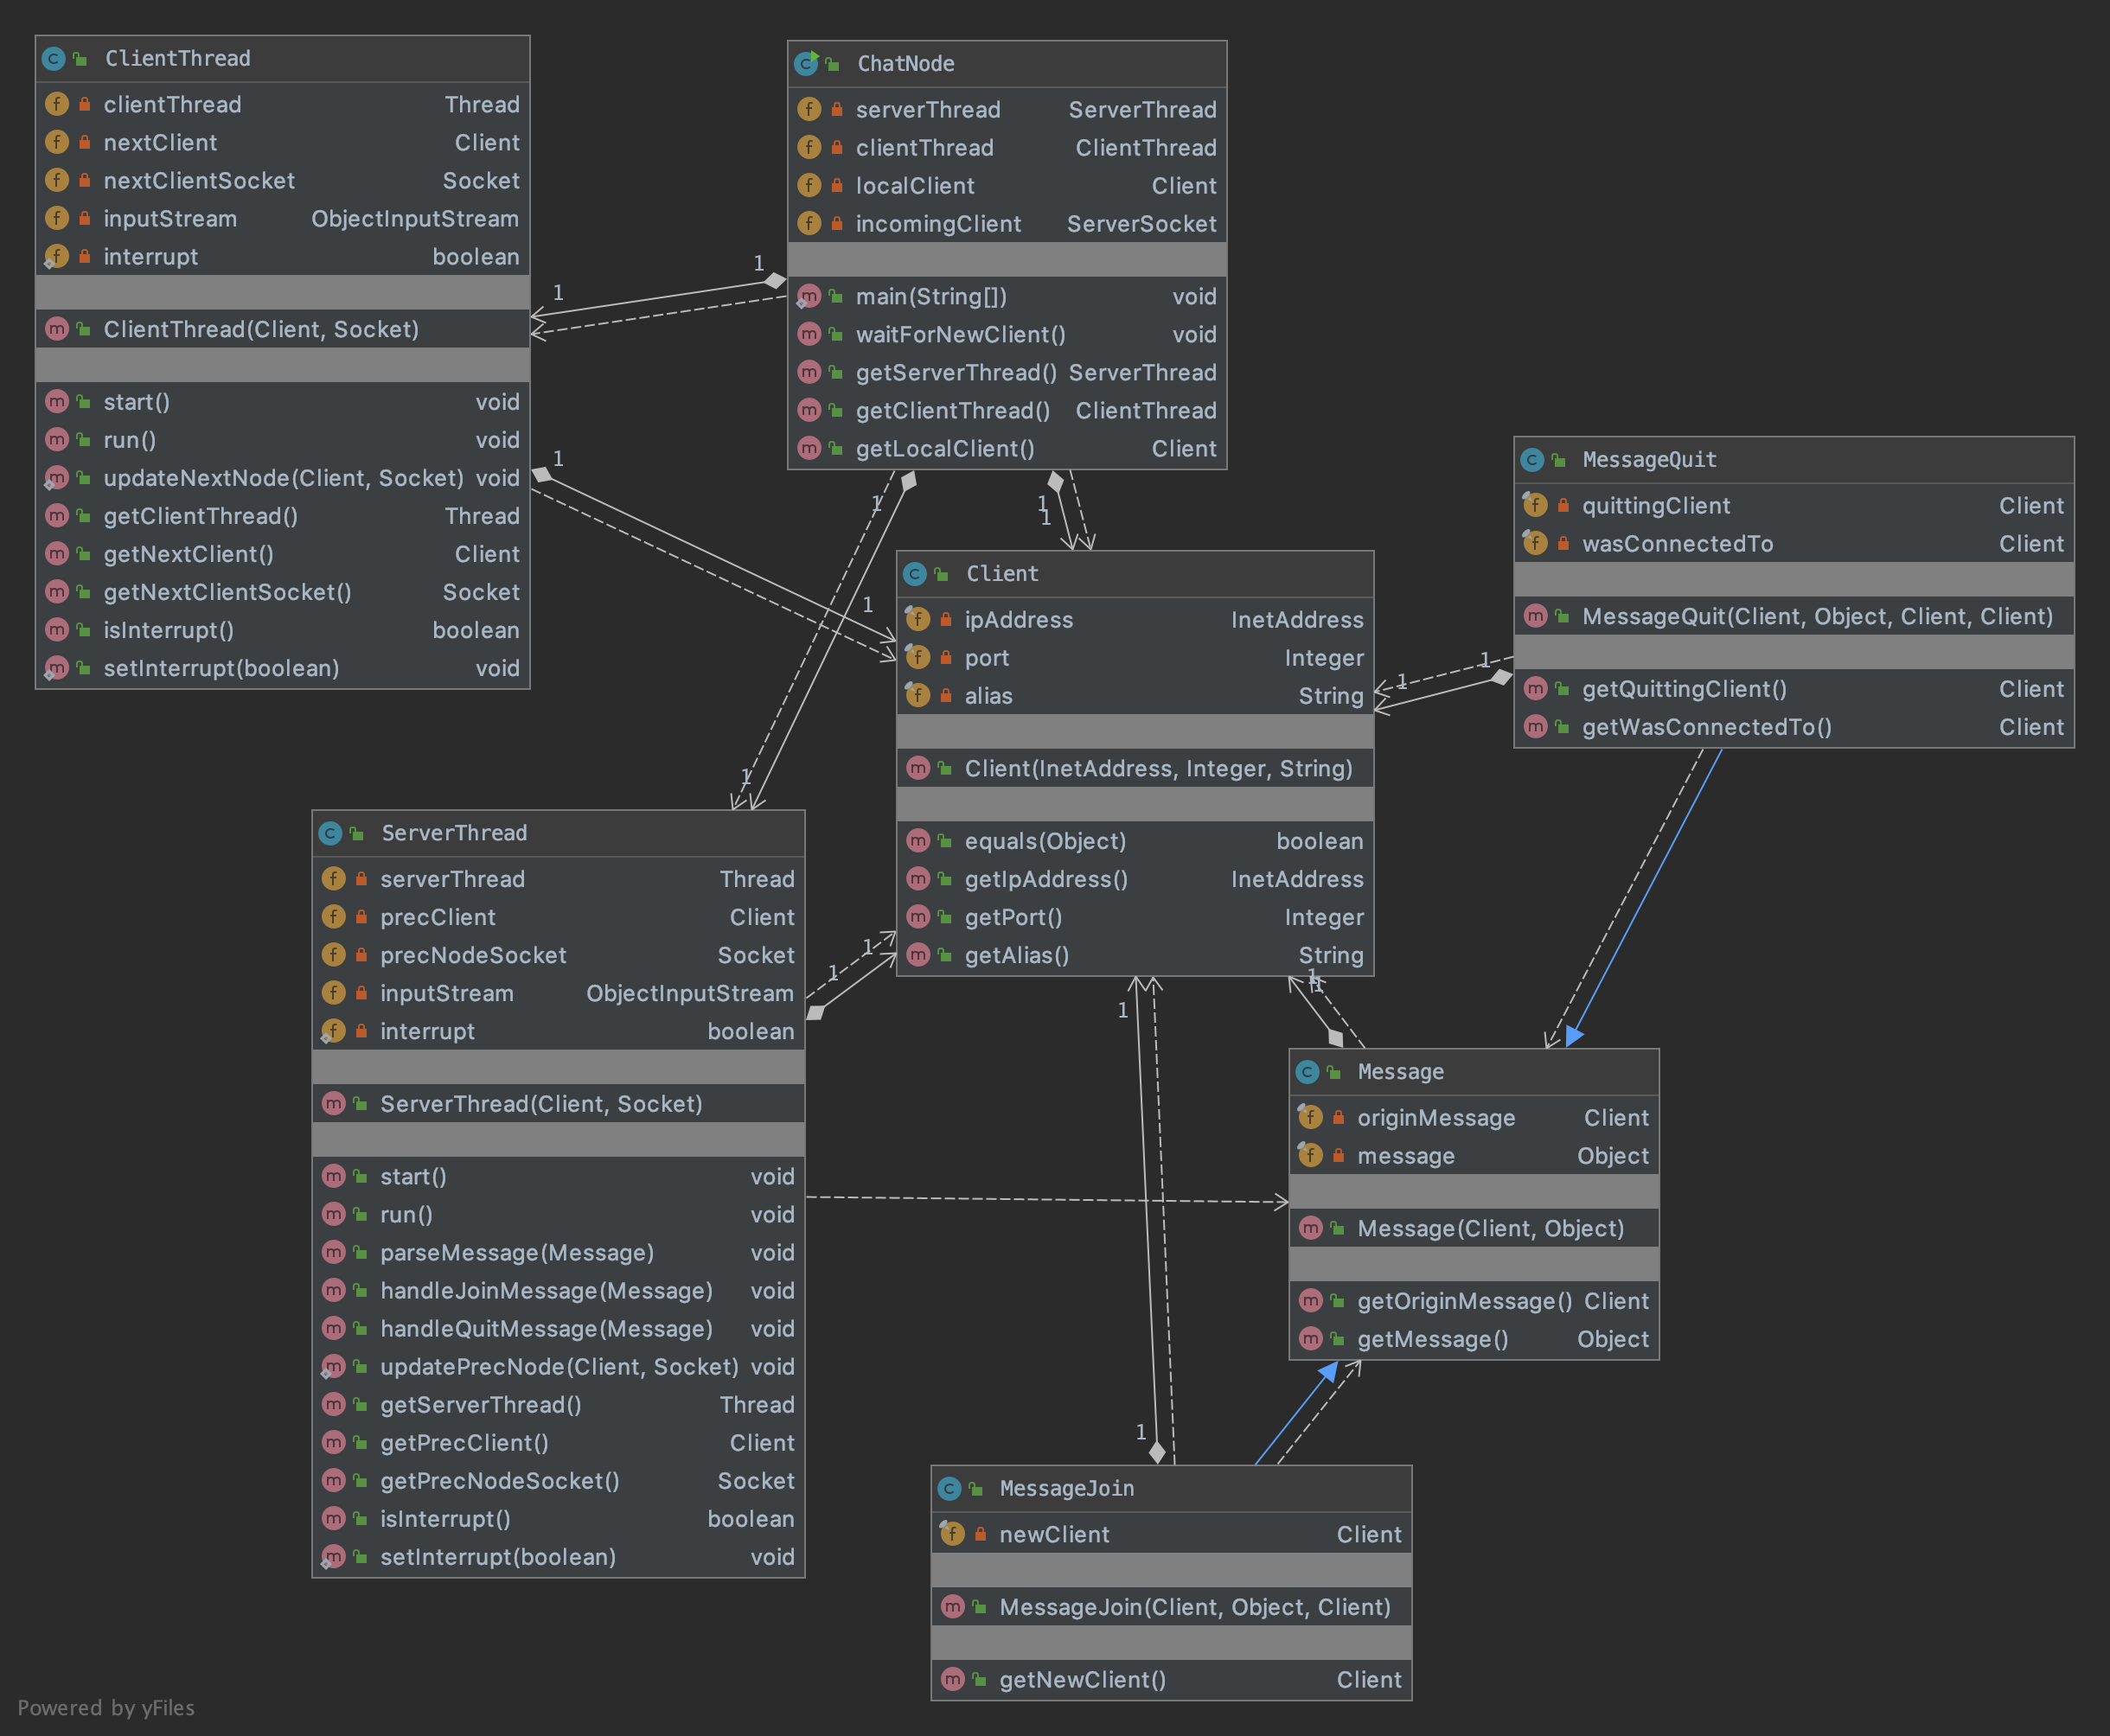 ClientThread
clientThread Thread
nextClient Client
nextClientSocket Socket
inputStream ObjectInputStream
interrupt boolean
ClientThread(Client, Socket)
start() void
run() void
updateNextNode(Client, Socket) void
getClientThread() Thread
getNextClient() Client
getNextClientSocket() Socket
isInterrupt() boolean
setInterrupt(boolean) void
ChatNode
serverThread ServerThread
clientThread ClientThread
localClient Client
incomingClient ServerSocket
main(String[]) void
waitForNewClient() void
getServerThread() ServerThread
getClientThread() ClientThread
getLocalClient() Client
1
1
1
1
1
1
1
1
MessageQuit
quittingClient Client
wasConnectedTo Client
MessageQuit(Client, Object, Client, Client)
getQuittingClient() Client
getWasConnectedTo() Client
Client
ipAddress InetAddress
port Integer
alias String
Client(InetAddress, Integer, String)
equals(Object) boolean
getIpAddress() InetAddress
getPort() Integer
getAlias() String
1
1
1
1
1
1
1
1
ServerThread
serverThread Thread
precClient Client
precNodeSocket Socket
inputStream ObjectInputStream
interrupt boolean
ServerThread(Client, Socket)
start() void
run() void
parseMessage(Message) void
handleJoinMessage(Message) void
handleQuitMessage(Message) void
updatePrecNode(Client, Socket) void
getServerThread() Thread
getPrecClient() Client
getPrecNodeSocket() Socket
isInterrupt() boolean
setInterrupt(boolean) void
Message
originMessage Client
message Object
Message(Client, Object)
getOriginMessage() Client
getMessage() Object
MessageJoin
newClient Client
MessageJoin(Client, Object, Client)
getNewClient() Client
Powered by yFiles